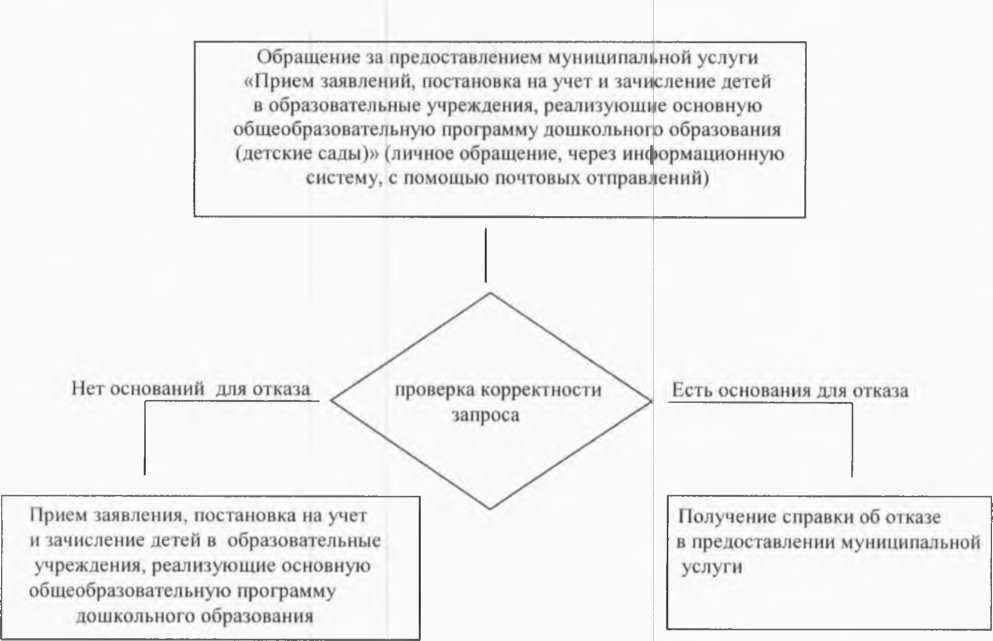 Обращение за предоставлением муниципальной услуги
«Прием заявлений, постановка на учет и зачисление детей
в образовательные учреждения, реализующие основную
общеобразовательную программу дошкольного образования
(детские сады)» (личное обращение, через информационную
систему, с помощью почтовых отправлений)
Нет оснований для отказа
проверка корректности
запроса
Есть основания для отказа
Прием заявления, постановка на учет
и зачисление детей в образовательные
учреждения, реализующие основную
общеобразовательную программу
дошкольного образования
Получение справки об отказе
в предоставлении муниципальной
услуги